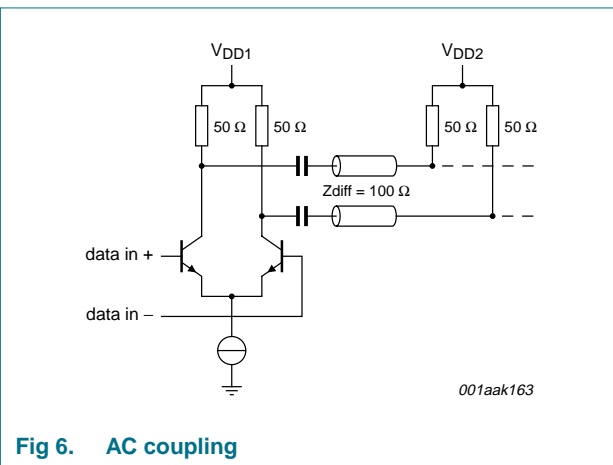 VDD1
VDD2
50 Ω
50 Ω
50 Ω
50 Ω
Zdiff = 100 Ω
data in +
data in −
001aak163
Fig 6. AC coupling